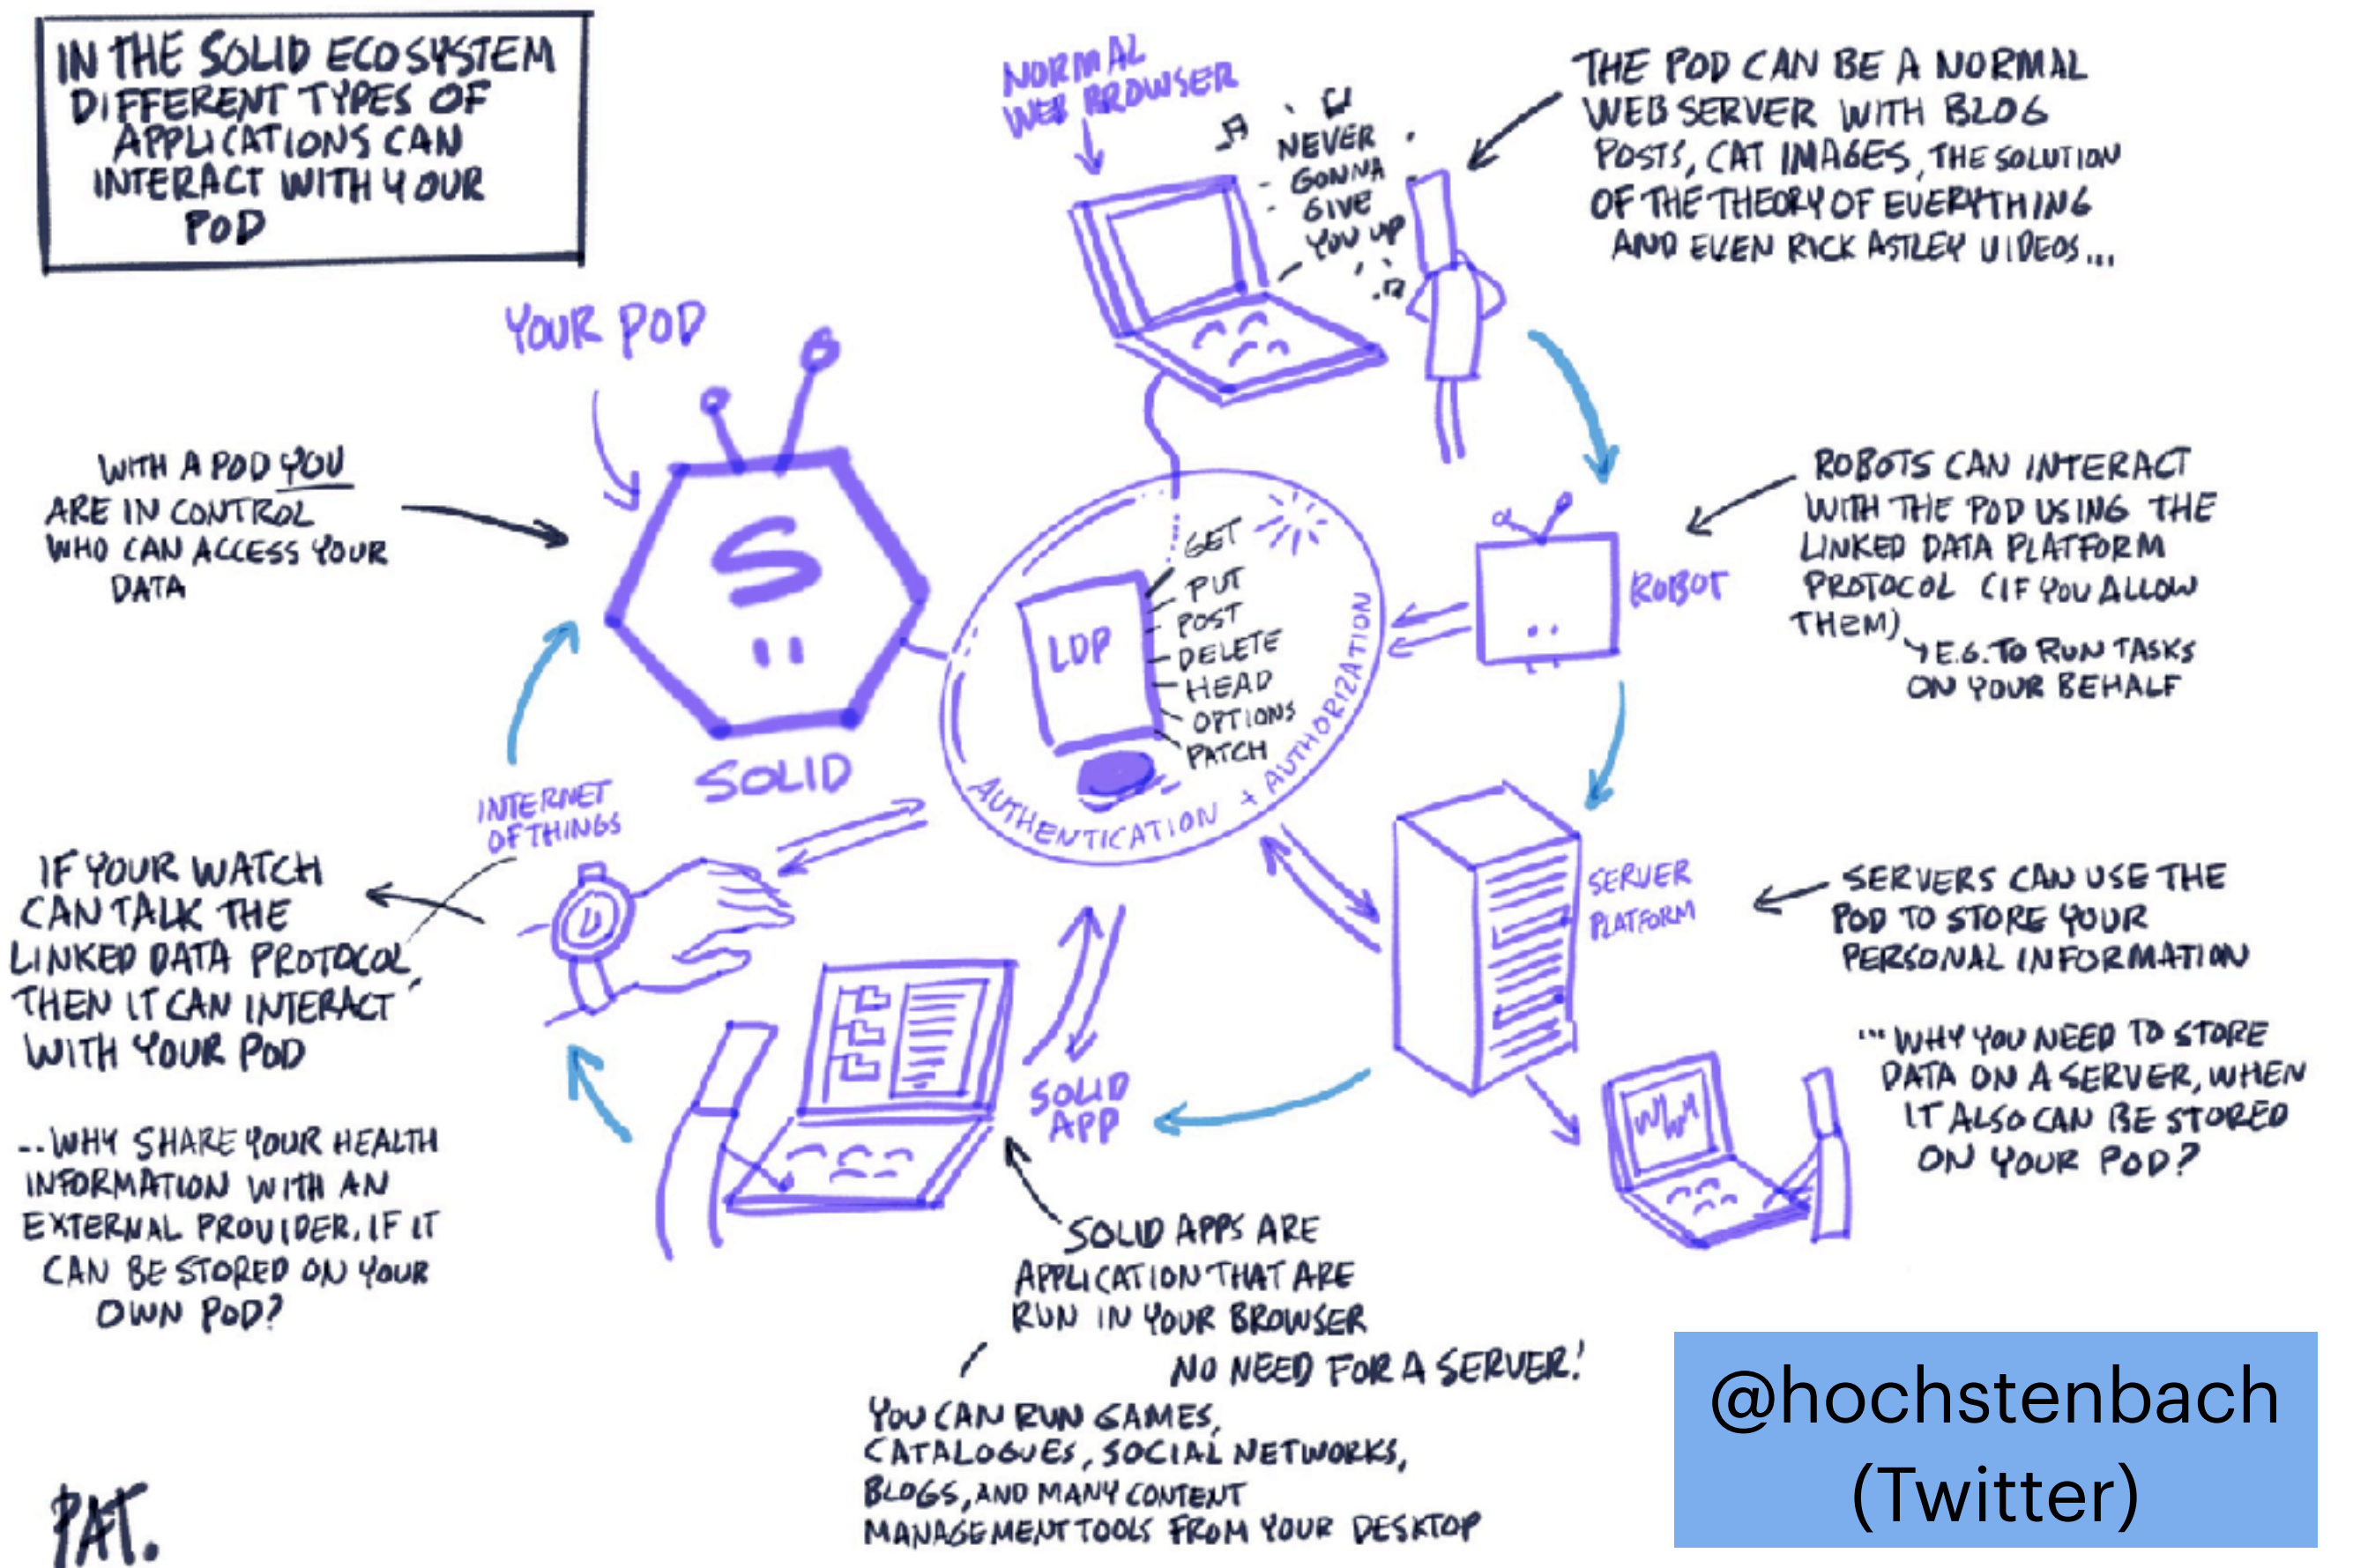 IN THE SOLID ECOSYSTEM
DIFFERENT TYPES OF
APPLICATIONS CAN
INTERACT WITH YOUR
POD
NORMAL
WEB BROWSER
NEVER
GONNA
GIVE
YOU UP
THE POD CAN BE A NORMAL
WEB SERVER WITH BLOG
POSTS, CAT IMAGES, THE SOLUTION
OF THE THEORY OF EVERYTHING
AND EVEN RICK ASTLEY VIDEOS...
YOUR POD
WITH A POD YOU
ARE IN CONTROL
WHO CAN ACCESS YOUR
DATA
S
SOLID
LDP
GET
PUT
POST
DELETE
HEAD
OPTIONS
PATCH
AUTHENTICATION + AUTHORIZATION
ROBOT
ROBOTS CAN INTERACT
WITH THE POD USING THE
LINKED DATA PLATFORM
PROTOCOL (IF YOU ALLOW
THEM)
E.G. TO RUN TASKS
ON YOUR BEHALF
INTERNET
OF THINGS
IF YOUR WATCH
CAN TALK THE
LINKED DATA PROTOCOL,
THEN IT CAN INTERACT
WITH YOUR POD
..WHY SHARE YOUR HEALTH
INFORMATION WITH AN
EXTERNAL PROVIDER, IF IT
CAN BE STORED ON YOUR
OWN POD?
SERVER
PLATFORM
SERVERS CAN USE THE
POD TO STORE YOUR
PERSONAL INFORMATION
...WHY YOU NEED TO STORE
DATA ON A SERVER, WHEN
IT ALSO CAN BE STORED
ON YOUR POD?
WWW
SOLID
APP
SOLID APPS ARE
APPLICATION THAT ARE
RUN IN YOUR BROWSER
NO NEED FOR A SERVER!
YOU CAN RUN GAMES,
CATALOGUES, SOCIAL NETWORKS,
BLOGS, AND MANY CONTENT
MANAGEMENT TOOLS FROM YOUR DESKTOP
PAT.
@hochstenbach
(Twitter)